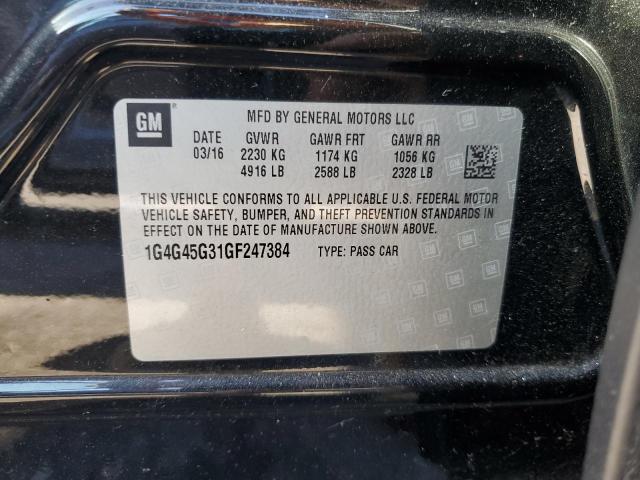 GM
MFD BY GENERAL MOTORS LLC
DATE GVWR GAWR FRT GAWR RR
03/16 2230 KG 1174 KG 1056 KG
4916 LB 2588 LB 2328 LB
THIS VEHICLE CONFORMS TO ALL APPLICABLE U.S. FEDERAL MOTOR
VEHICLE SAFETY, BUMPER, AND THEFT PREVENTION STANDARDS IN
EFFECT ON THE DATE OF MANUFACTURE SHOWN ABOVE.
1G4G45G31GF247384 TYPE: PASS CAR